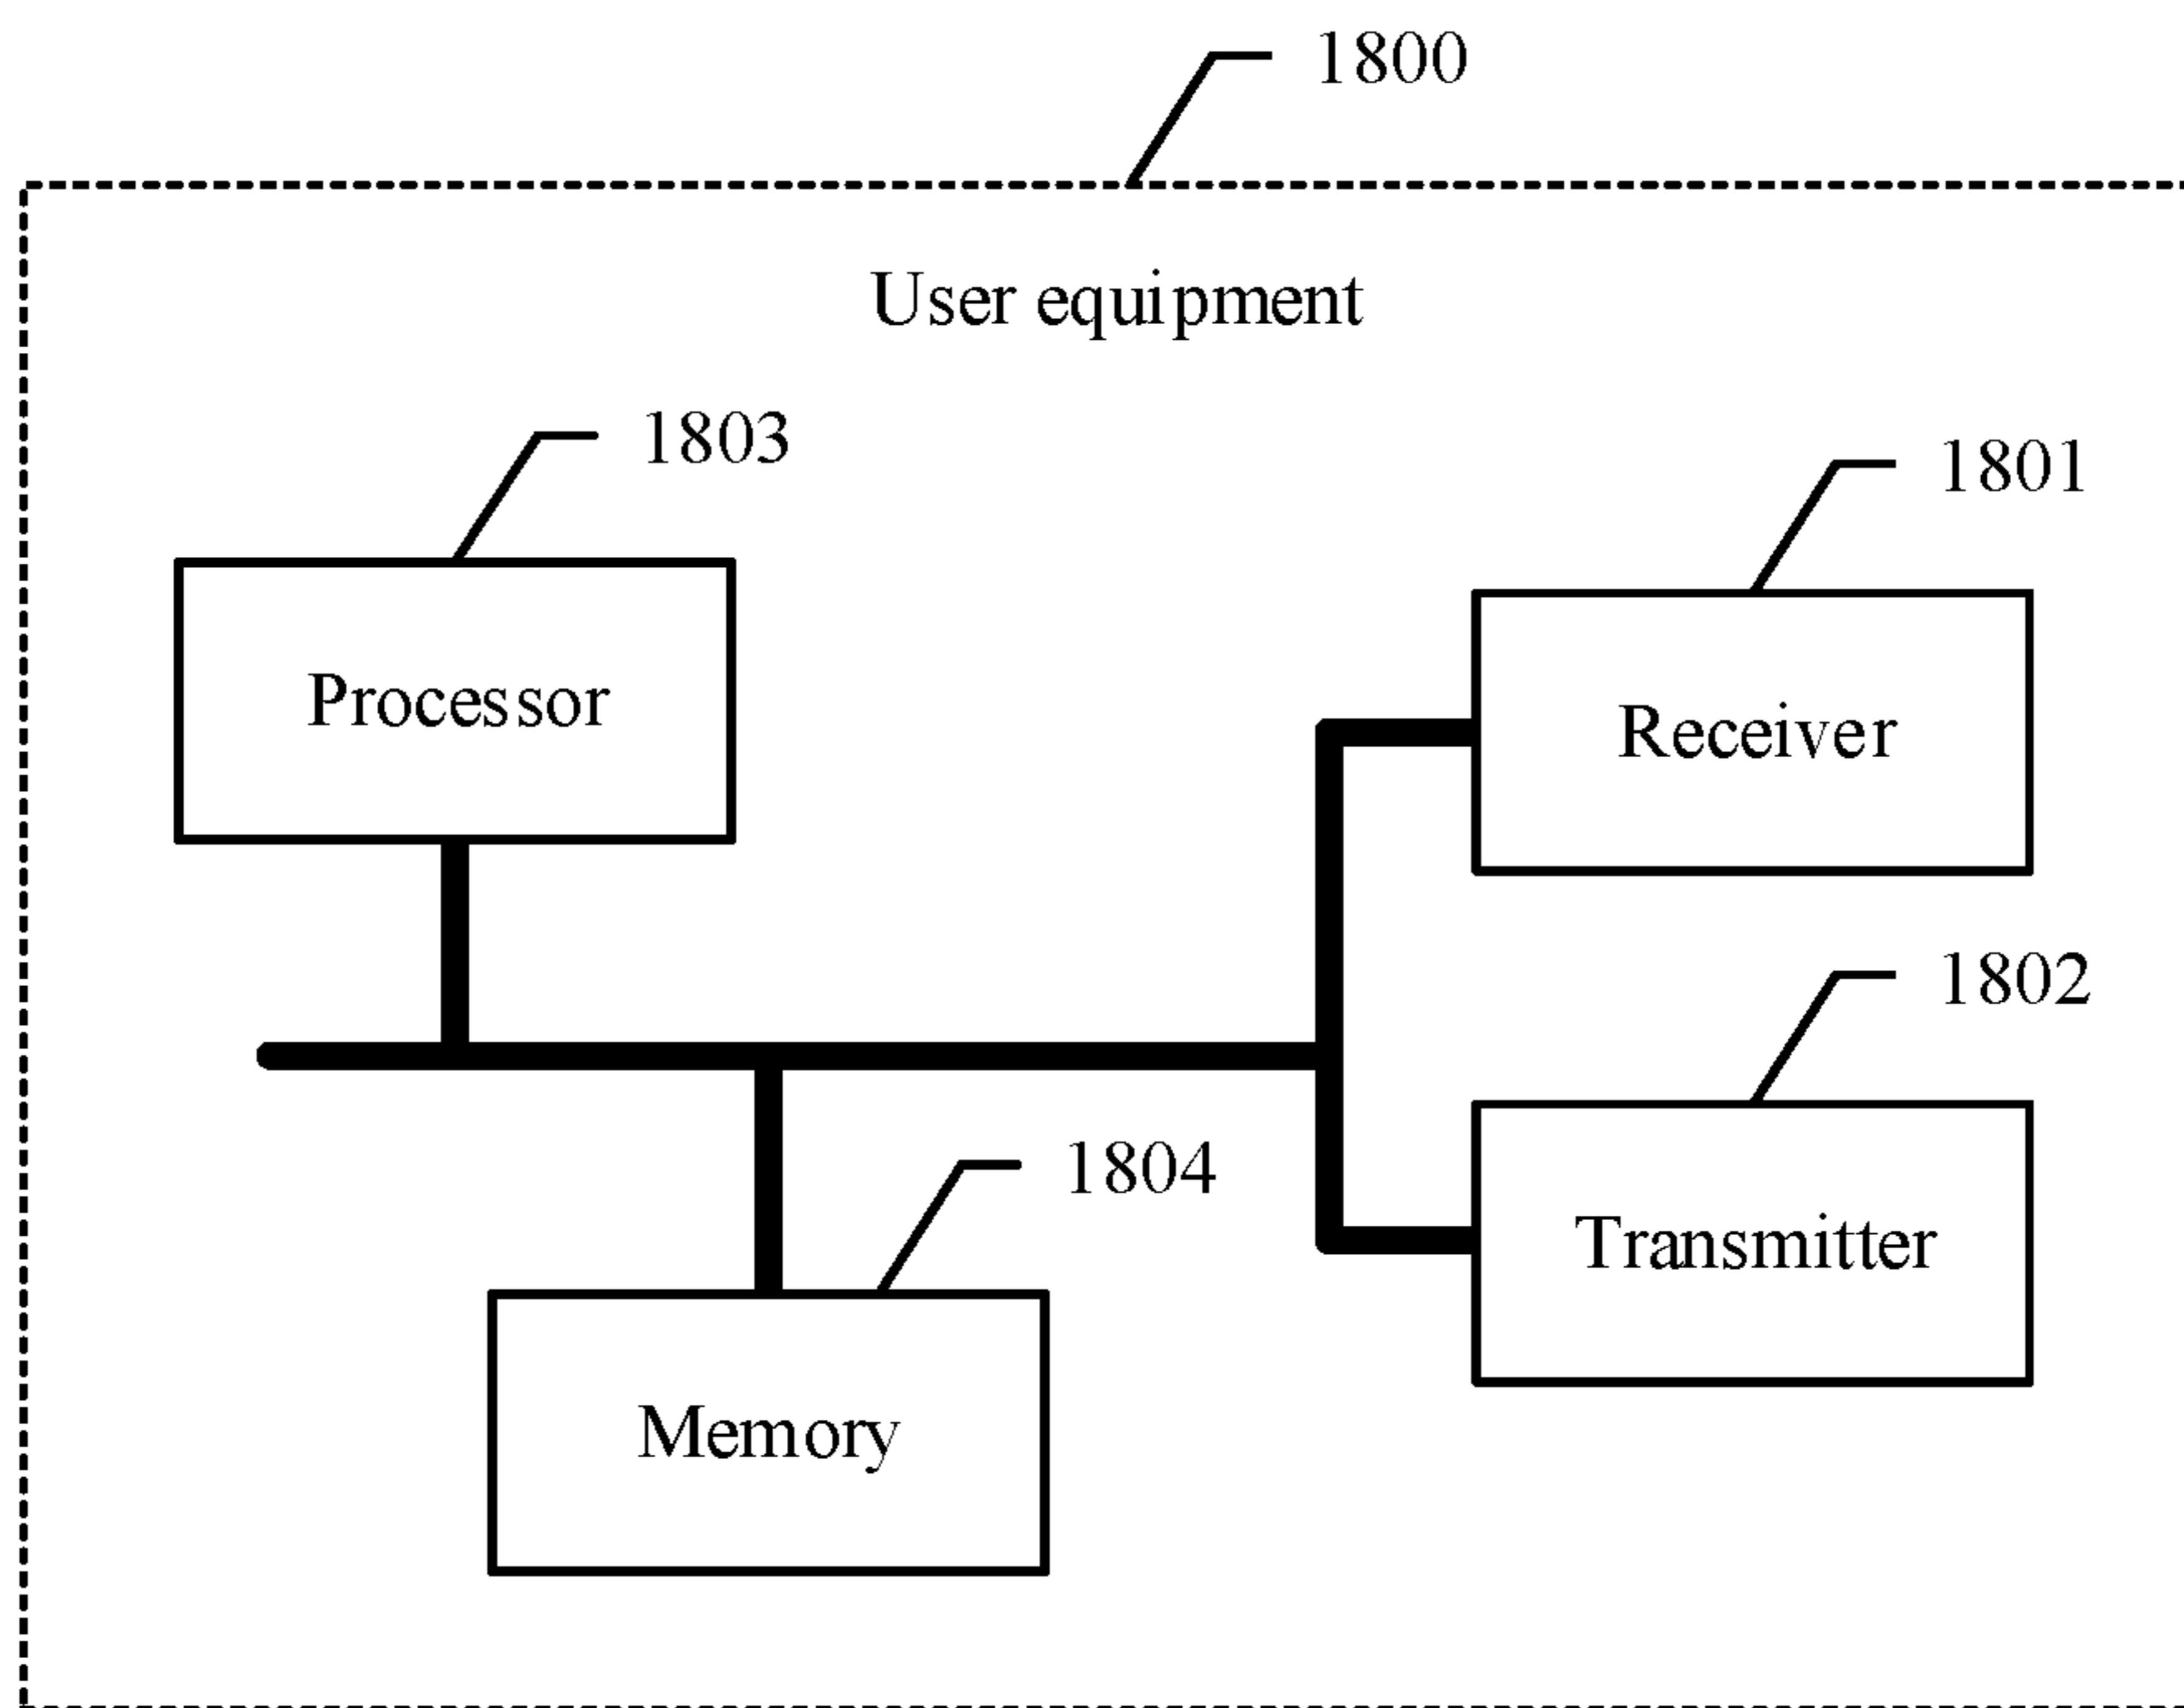 1800
User equipment
1803
1801
Processor
Receiver
1802
1804
Transmitter
Memory